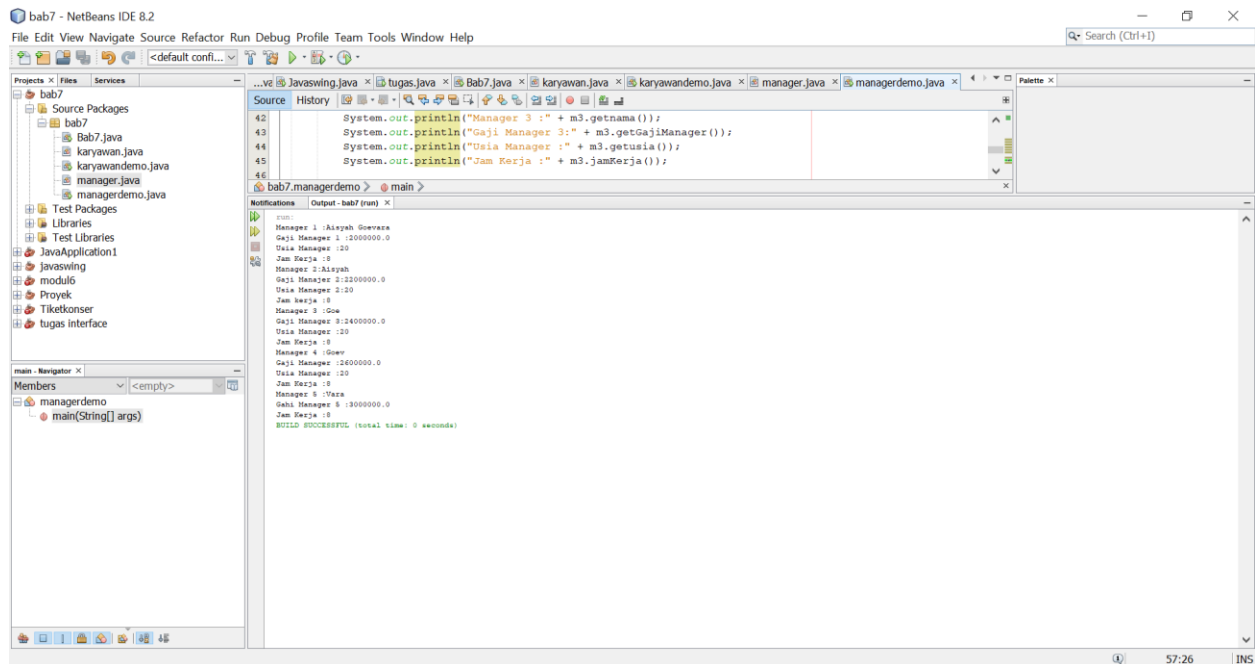 bab7 - NetBeans IDE 8.2
File Edit View Navigate Source Refactor Run Debug Profile Team Tools Window Help
Search (Ctrl+I)
<default confi...
Projects Files Services
bab7
Source Packages
bab7
Bab7.java
karyawan.java
karyawandemo.java
manager.java
managerdemo.java
Test Packages
Libraries
Test Libraries
JavaApplication1
javaswing
modul6
Proyek
Tiketkonser
tugas interface
main - Navigator
Members <empty>
managerdemo
main(String[] args)
...va Javaswing.java tugas.java Bab7.java karyawan.java karyawandemo.java manager.java managerdemo.java
Source History
42 System.out.println("Manager 3 :" + m3.getnama());
43 System.out.println("Gaji Manager 3:" + m3.getGajiManager());
44 System.out.println("Usia Manager :" + m3.getusia());
45 System.out.println("Jam Kerja :" + m3.jamKerja());
46
bab7.managerdemo main
Notifications Output - bab7 (run)
run:
Manager 1 :Aisyah Goevara
Gaji Manager 1 :2000000.0
Usia Manager :20
Jam Kerja :8
Manager 2:Aisyah
Gaji Manajer 2:2200000.0
Usia Manager 2:20
Jam kerja :8
Manager 3 :Goe
Gaji Manager 3:2400000.0
Usia Manager :20
Jam Kerja :8
Manager 4 :Goev
Gaji Manager :2600000.0
Usia Manager :20
Jam Kerja :8
Manager 5 :Vara
Gahi Manager 5 :3000000.0
Jam Kerja :8
BUILD SUCCESSFUL (total time: 0 seconds)
Palette
57:26 INS